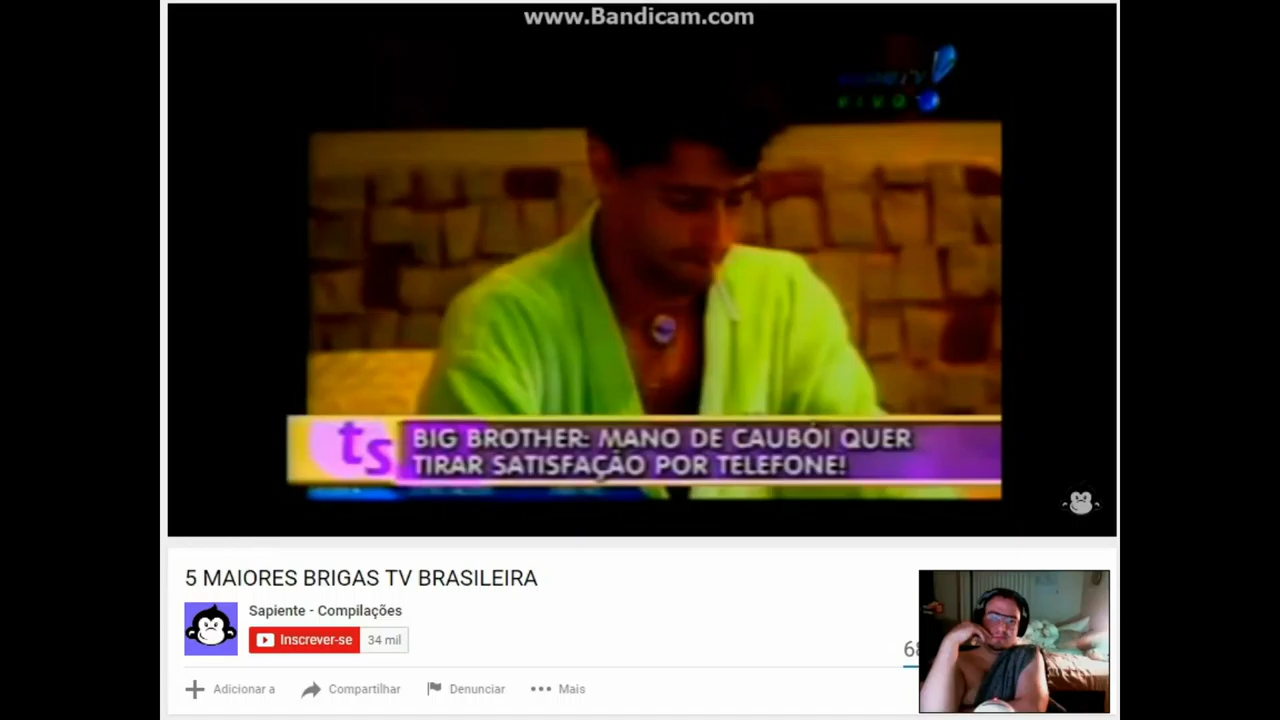 www.Bandicam.com
VIVO
ts
BIG BROTHER: MANO DE CAUBÓI QUER
TIRAR SATISFAÇÃO POR TELEFONE!
5 MAIORES BRIGAS TV BRASILEIRA
Sapiente - Compilações
Inscrever-se 34 mil
Adicionar a Compartilhar Denunciar Mais